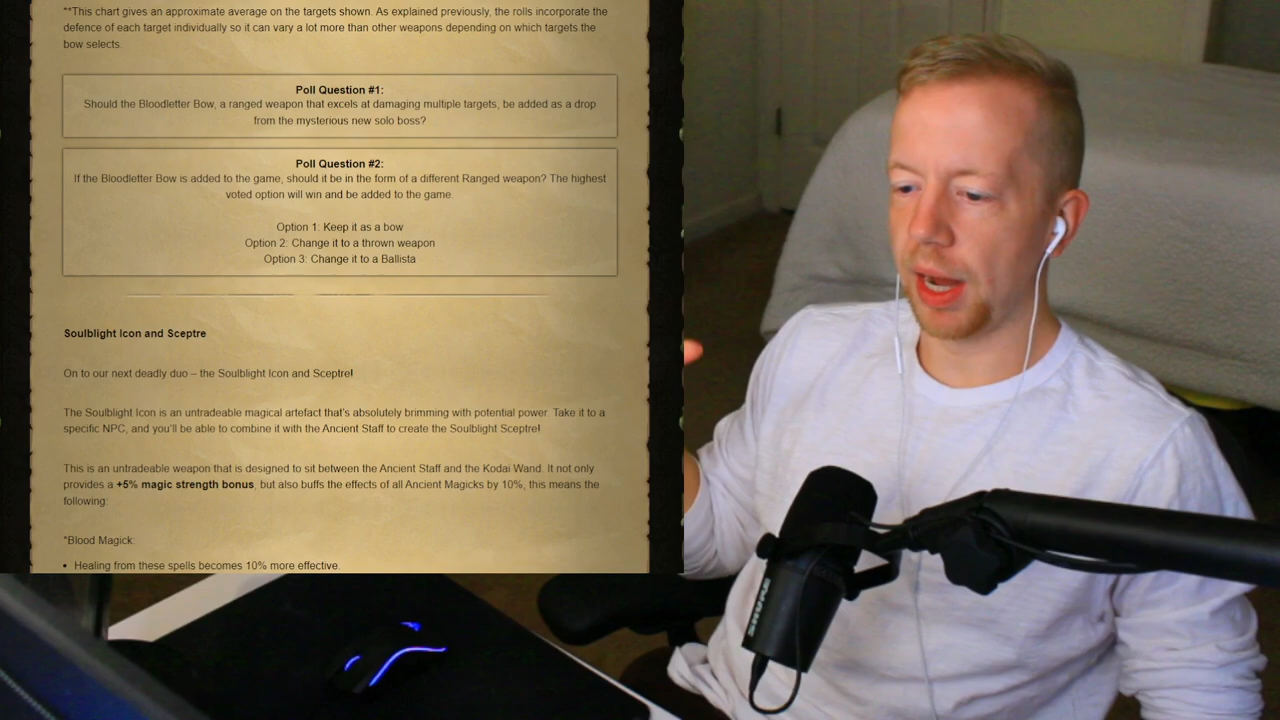 **This chart gives an approximate average on the targets shown. As explained previously, the rolls incorporate the
defence of each target individually so it can vary a lot more than other weapons depending on which targets the
bow selects.
Poll Question #1:
Should the Bloodletter Bow, a ranged weapon that excels at damaging multiple targets, be added as a drop
from the mysterious new solo boss?
Poll Question #2:
If the Bloodletter Bow is added to the game, should it be in the form of a different Ranged weapon? The highest
voted option will win and be added to the game.
Option 1: Keep it as a bow
Option 2: Change it to a thrown weapon
Option 3: Change it to a Ballista
Soulblight Icon and Sceptre
On to our next deadly duo – the Soulblight Icon and Sceptre!
The Soulblight Icon is an untradeable magical artefact that's absolutely brimming with potential power. Take it to a
specific NPC, and you'll be able to combine it with the Ancient Staff to create the Soulblight Sceptre!
This is an untradeable weapon that is designed to sit between the Ancient Staff and the Kodai Wand. It not only
provides a +5% magic strength bonus, but also buffs the effects of all Ancient Magicks by 10%, this means the
following:
*Blood Magick:
• Healing from these spells becomes 10% more effective.
SHURE